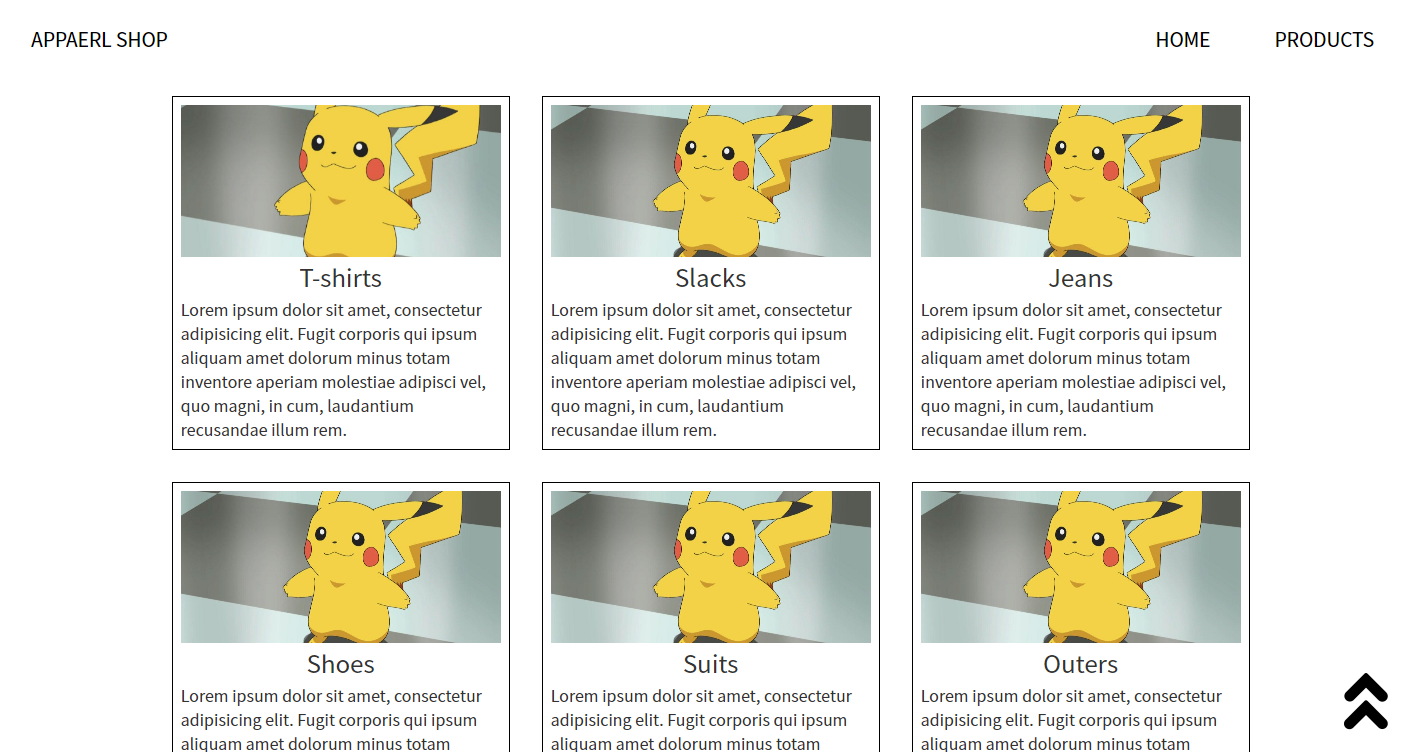 APPAERL SHOP
HOME
PRODUCTS
T-shirts
Lorem ipsum dolor sit amet, consectetur
adipisicing elit. Fugit corporis qui ipsum
aliquam amet dolorum minus totam
inventore aperiam molestiae adipisci vel,
quo magni, in cum, laudantium
recusandae illum rem.
Slacks
Lorem ipsum dolor sit amet, consectetur
adipisicing elit. Fugit corporis qui ipsum
aliquam amet dolorum minus totam
inventore aperiam molestiae adipisci vel,
quo magni, in cum, laudantium
recusandae illum rem.
Jeans
Lorem ipsum dolor sit amet, consectetur
adipisicing elit. Fugit corporis qui ipsum
aliquam amet dolorum minus totam
inventore aperiam molestiae adipisci vel,
quo magni, in cum, laudantium
recusandae illum rem.
Shoes
Lorem ipsum dolor sit amet, consectetur
adipisicing elit. Fugit corporis qui ipsum
aliquam amet dolorum minus totam
Suits
Lorem ipsum dolor sit amet, consectetur
adipisicing elit. Fugit corporis qui ipsum
aliquam amet dolorum minus totam
Outers
Lorem ipsum dolor sit amet, consectetur
adipisicing elit. Fugit corporis qui ipsum
aliquam amet dolorum minus totam